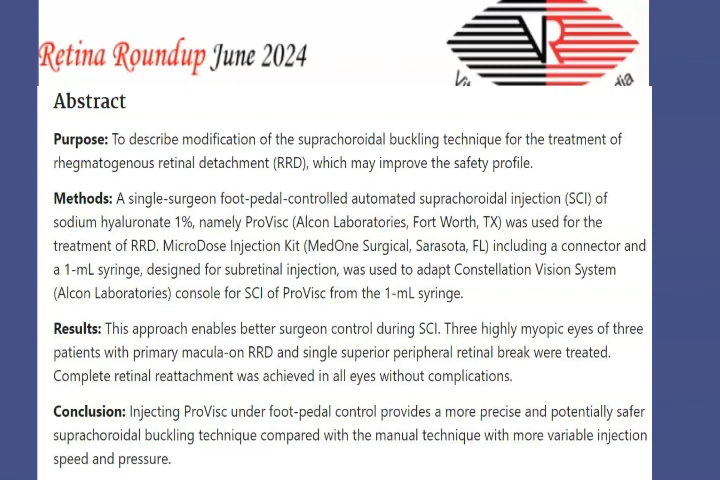 Retina Roundup June 2024
VR
Abstract
Purpose: To describe modification of the suprachoroidal buckling technique for the treatment of
rhegmatogenous retinal detachment (RRD), which may improve the safety profile.
Methods: A single-surgeon foot-pedal-controlled automated suprachoroidal injection (SCI) of
sodium hyaluronate 1%, namely ProVisc (Alcon Laboratories, Fort Worth, TX) was used for the
treatment of RRD. MicroDose Injection Kit (MedOne Surgical, Sarasota, FL) including a connector and
a 1-mL syringe, designed for subretinal injection, was used to adapt Constellation Vision System
(Alcon Laboratories) console for SCI of ProVisc from the 1-mL syringe.
Results: This approach enables better surgeon control during SCI. Three highly myopic eyes of three
patients with primary macula-on RRD and single superior peripheral retinal break were treated.
Complete retinal reattachment was achieved in all eyes without complications.
Conclusion: Injecting ProVisc under foot-pedal control provides a more precise and potentially safer
suprachoroidal buckling technique compared with the manual technique with more variable injection
speed and pressure.